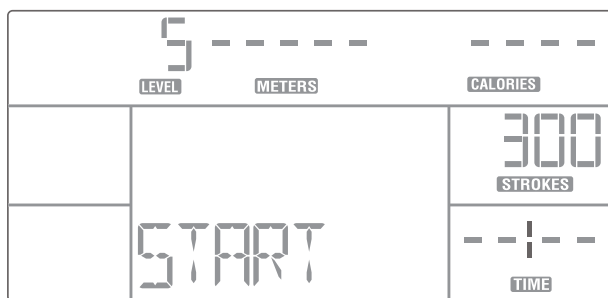 5 ----- ----
LEVEL METERS CALORIES
300
STROKES
START --:--
TIME